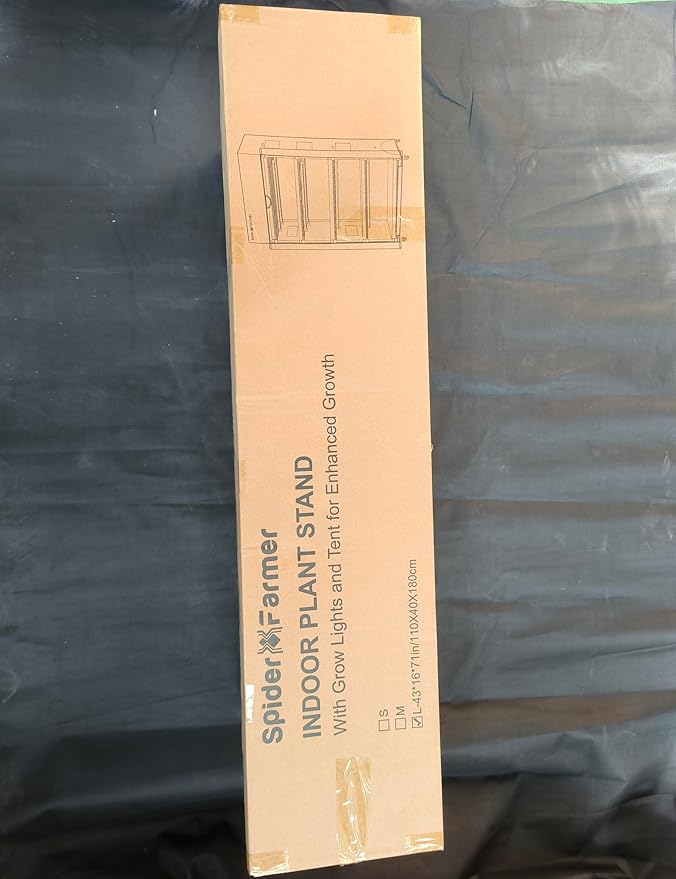 Spider Farmer
INDOOR PLANT STAND
With Grow Lights and Tent for Enhanced Growth
S
M
L-43*16*71in/110X40X180cm